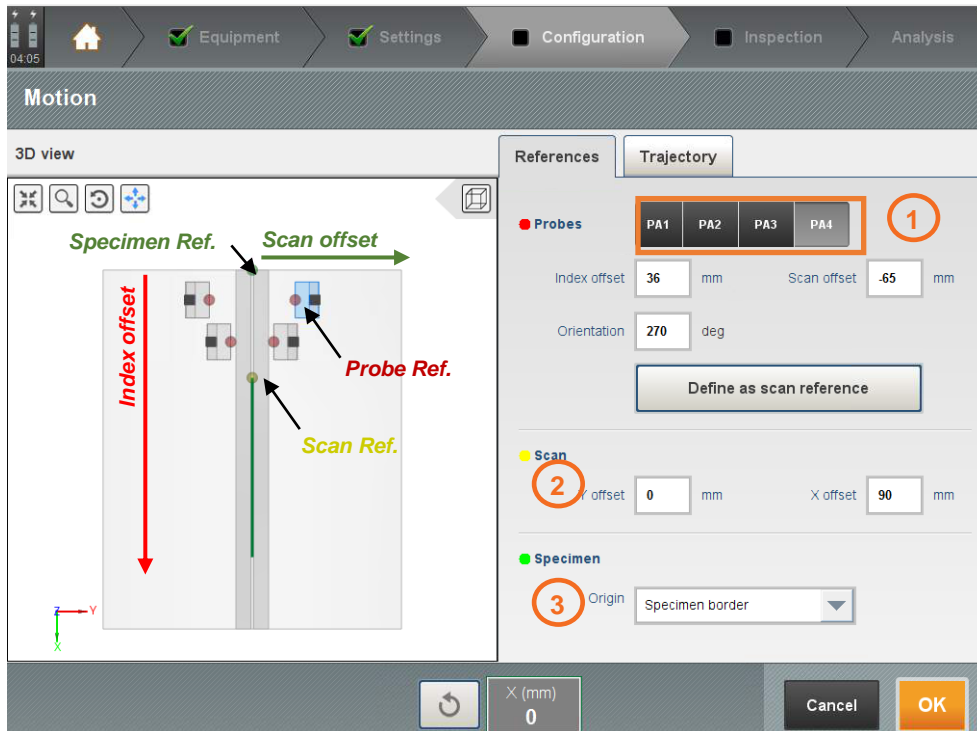 04:05
Equipment
Settings
Configuration
Inspection
Analysis
Motion
3D view
References
Trajectory
Specimen Ref.
Scan offset
Index offset
Probe Ref.
Scan Ref.
Z
Y
X
Probes
PA1 PA2 PA3 PA4
1
Index offset 36 mm Scan offset -65 mm
Orientation 270 deg
Define as scan reference
Scan
2
Y offset 0 mm X offset 90 mm
Specimen
3
Origin Specimen border
X (mm)
0
Cancel
OK